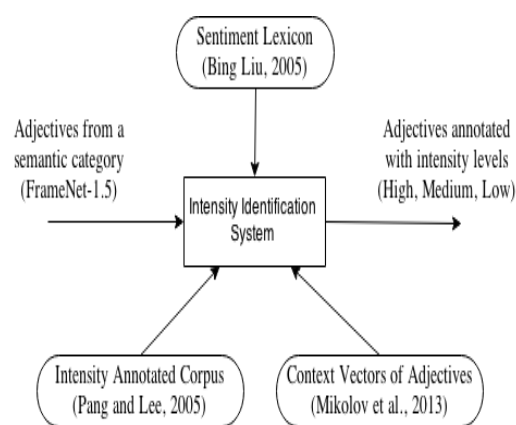 Sentiment Lexicon
(Bing Liu, 2005)
Adjectives from a
semantic category
(FrameNet-1.5)
Adjectives annotated
with intensity levels
(High, Medium, Low)
Intensity Identification
System
Intensity Annotated Corpus
(Pang and Lee, 2005)
Context Vectors of Adjectives
(Mikolov et al., 2013)